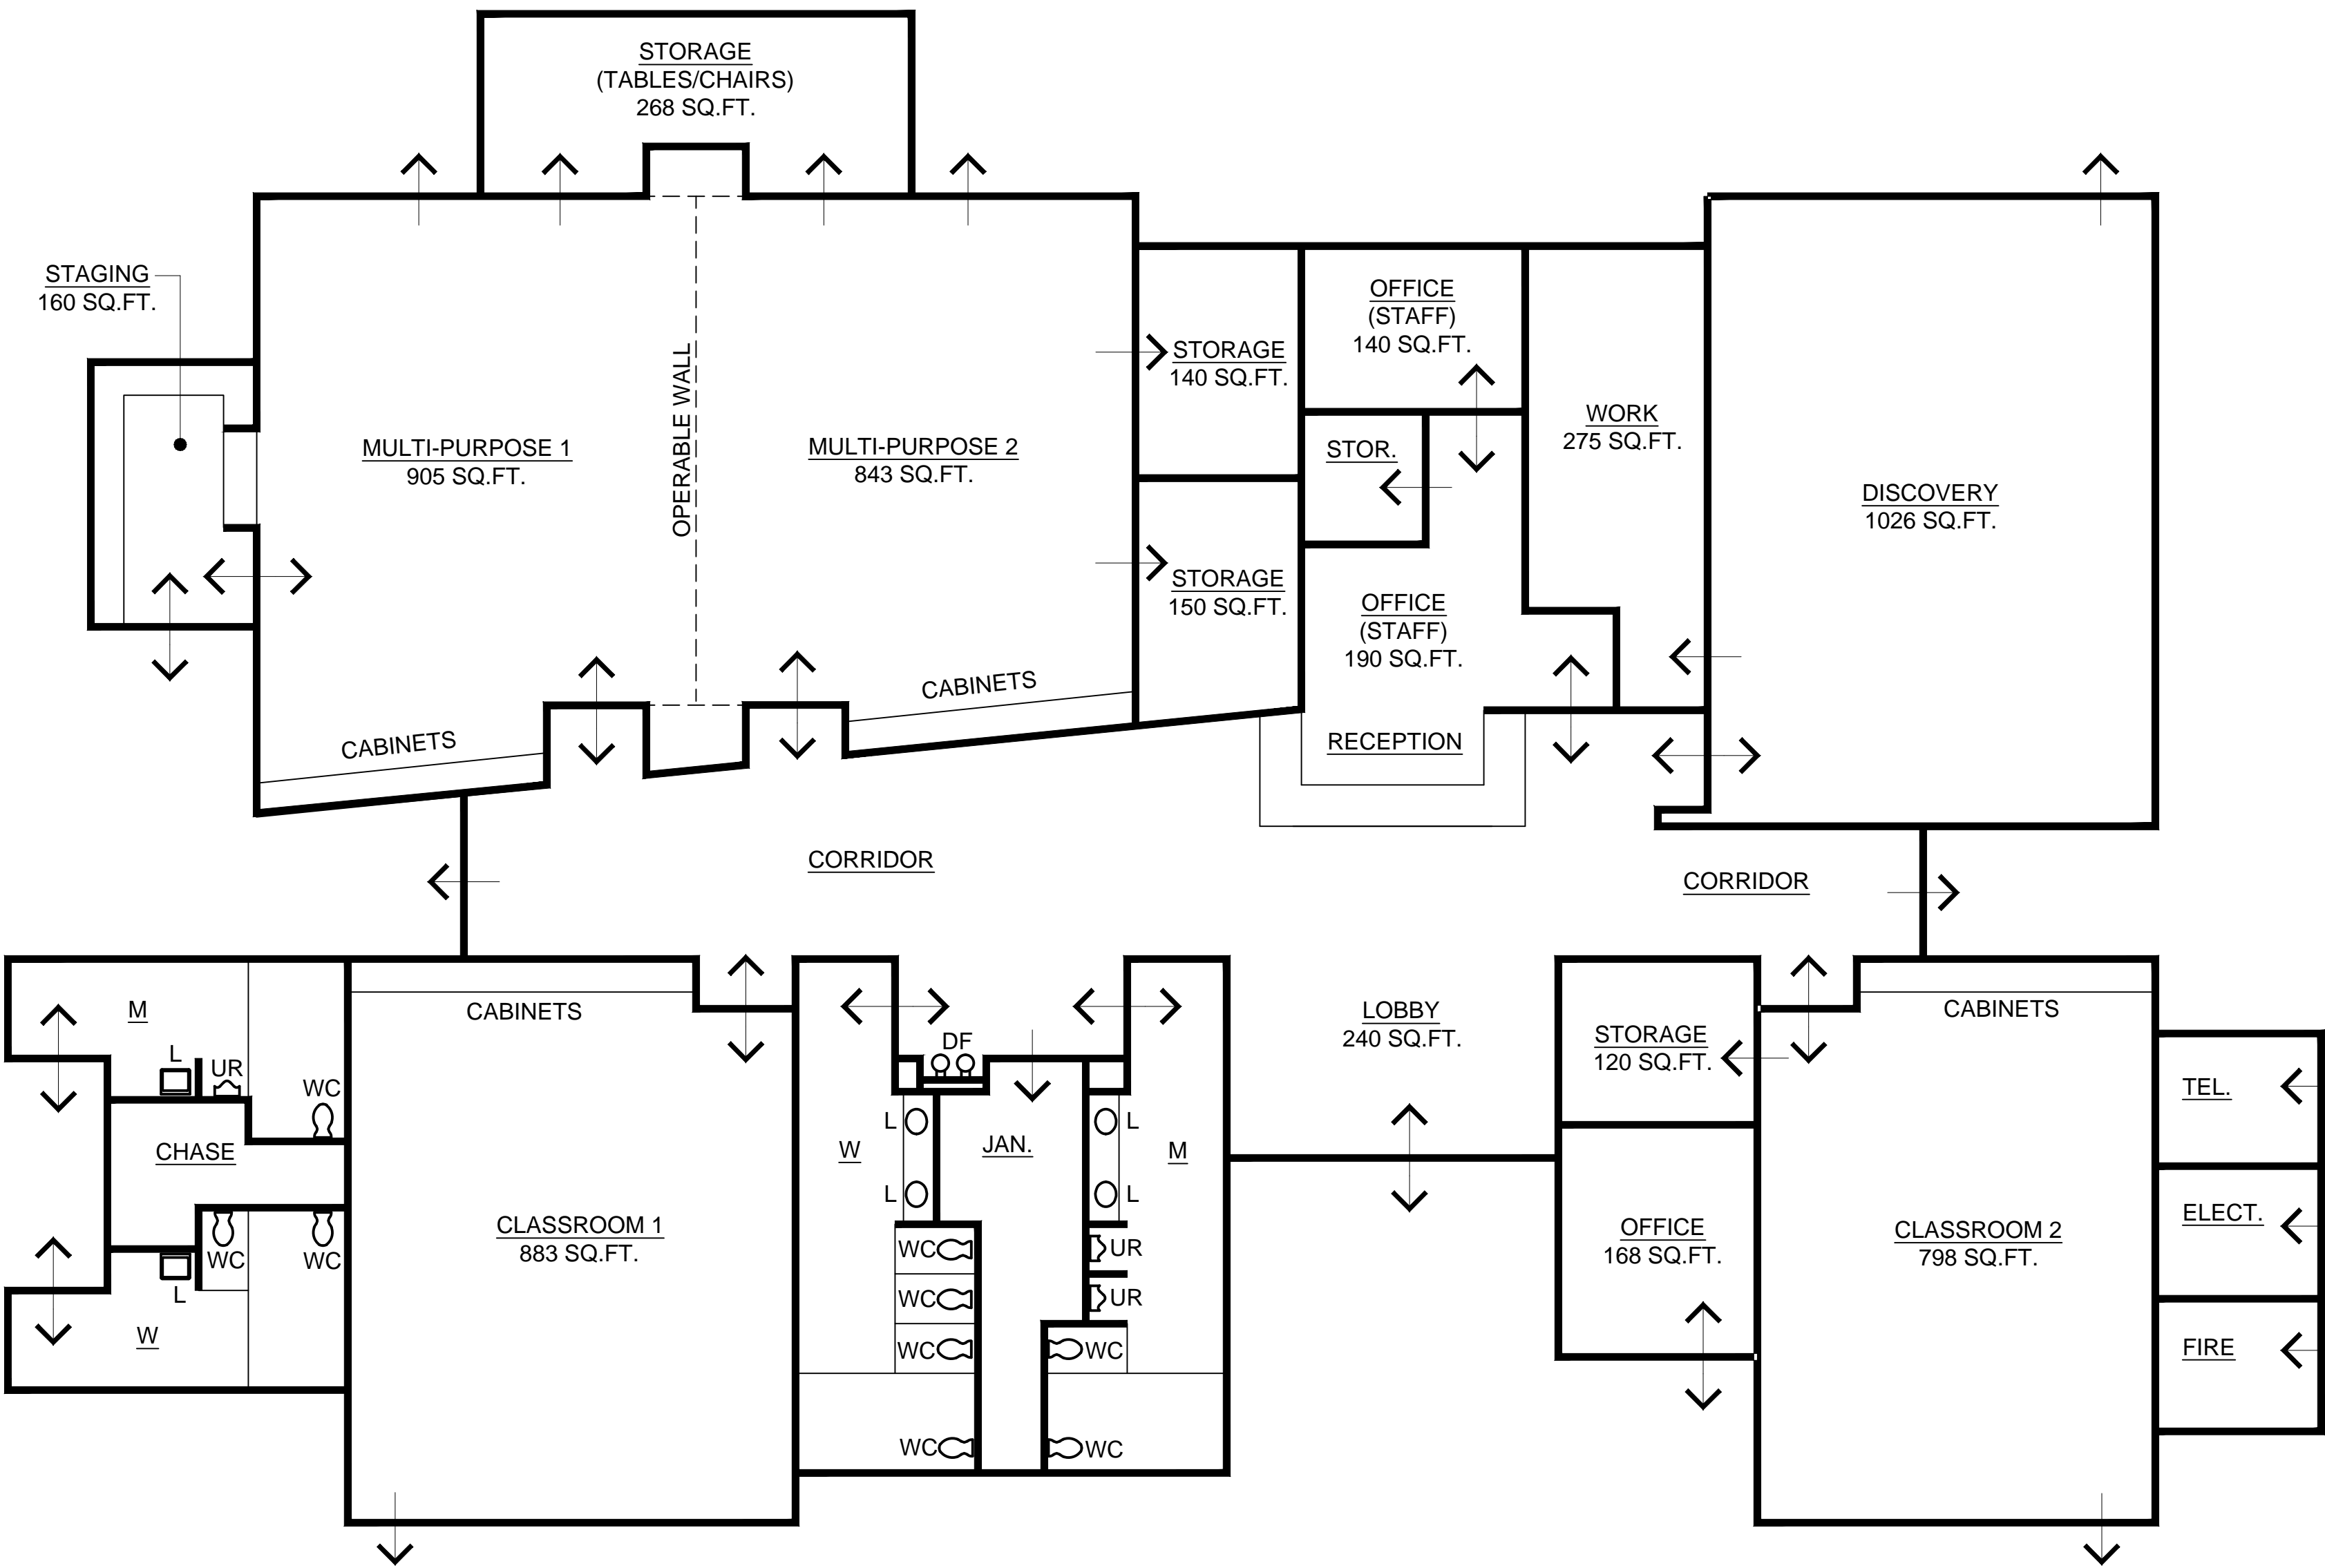 STORAGE
(TABLES/CHAIRS)
268 SQ.FT.
STAGING
160 SQ.FT.
MULTI-PURPOSE 1
905 SQ.FT.
OPERABLE WALL
MULTI-PURPOSE 2
843 SQ.FT.
STORAGE
140 SQ.FT.
OFFICE
(STAFF)
140 SQ.FT.
STOR.
WORK
275 SQ.FT.
DISCOVERY
1026 SQ.FT.
STORAGE
150 SQ.FT.
OFFICE
(STAFF)
190 SQ.FT.
CABINETS
CABINETS
RECEPTION
CORRIDOR
CORRIDOR
M
L
UR
WC
CHASE
WC
WC
L
W
CABINETS
CLASSROOM 1
883 SQ.FT.
DF
W
L
L
JAN.
L
L
M
WC
WC
WC
WC
UR
UR
WC
WC
LOBBY
240 SQ.FT.
STORAGE
120 SQ.FT.
OFFICE
168 SQ.FT.
CABINETS
CLASSROOM 2
798 SQ.FT.
TEL.
ELECT.
FIRE